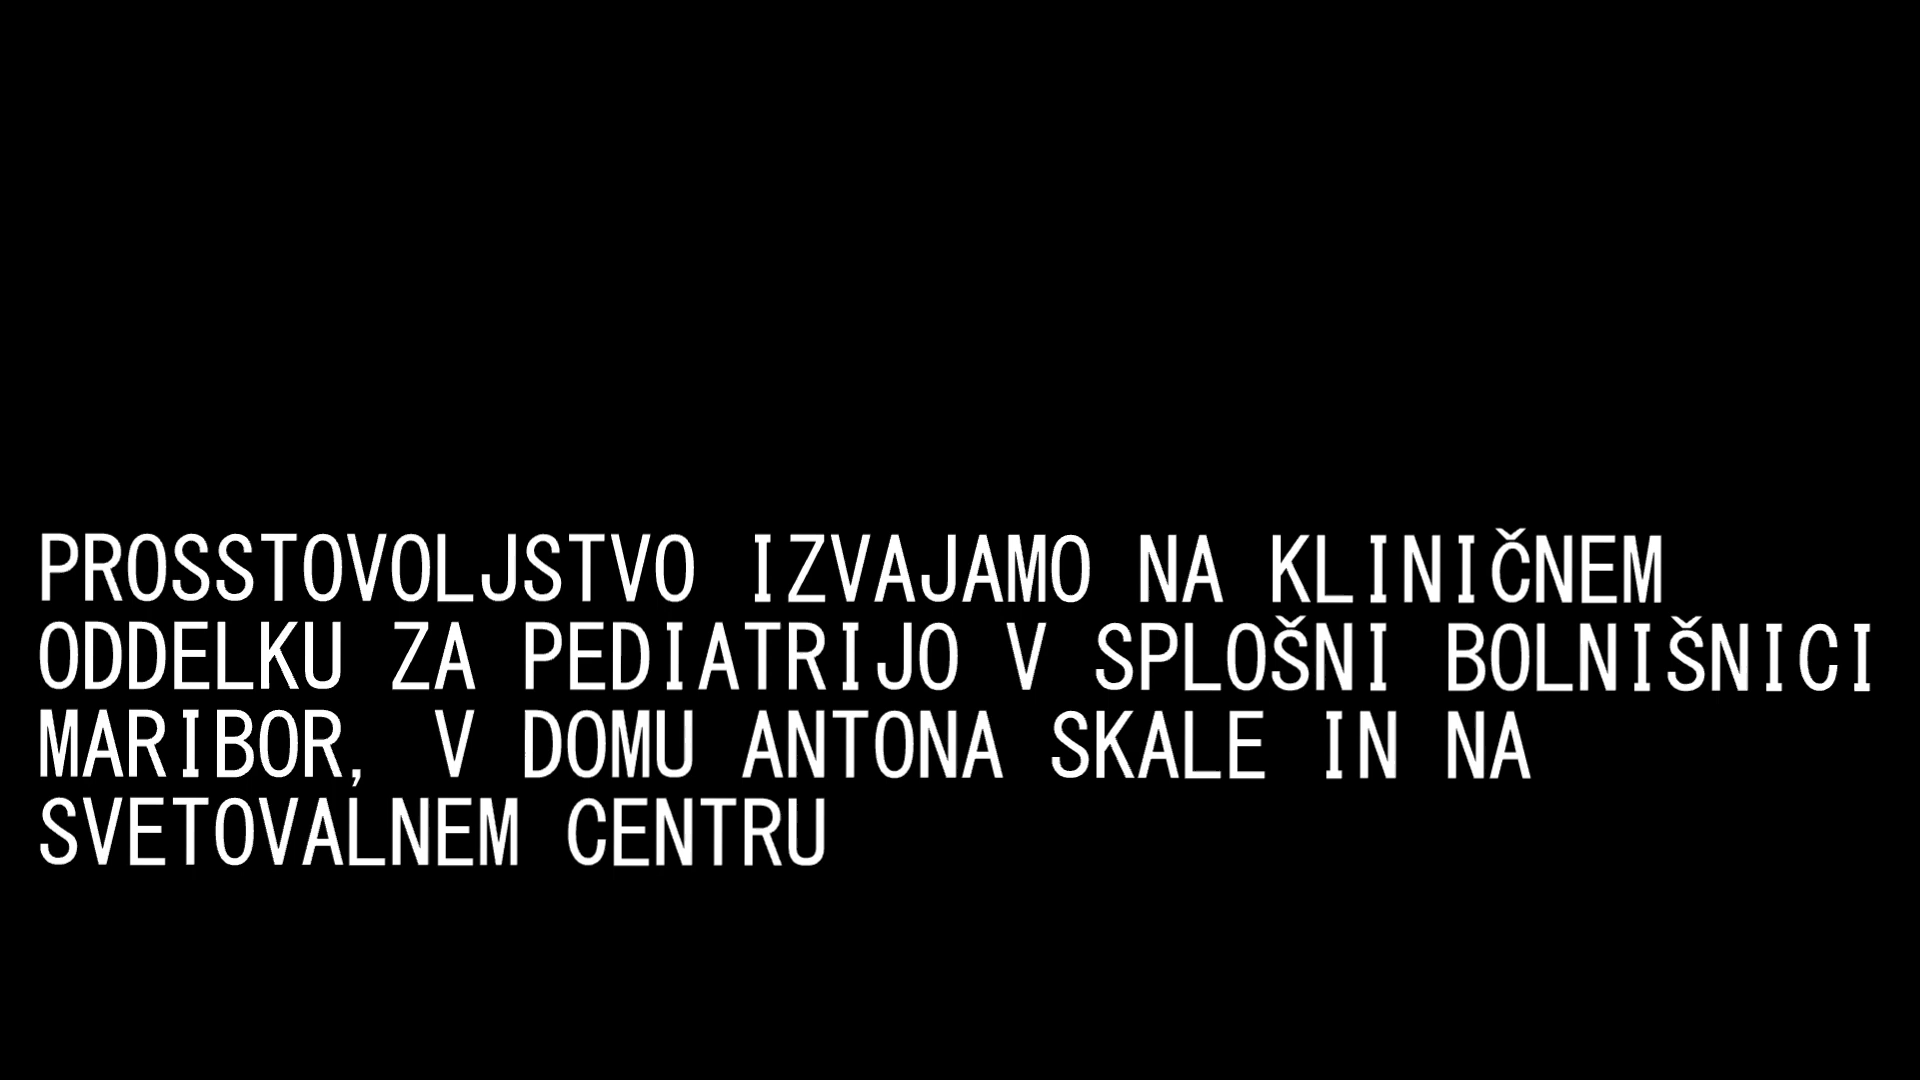 PROSSTOVOLJSTVO IZVAJAMO NA KLINIČNEM
ODDELKU ZA PEDIATRIJO V SPLOŠNI BOLNIŠNICI
MARIBOR, V DOMU ANTONA SKALE IN NA
SVETOVALNEM CENTRU